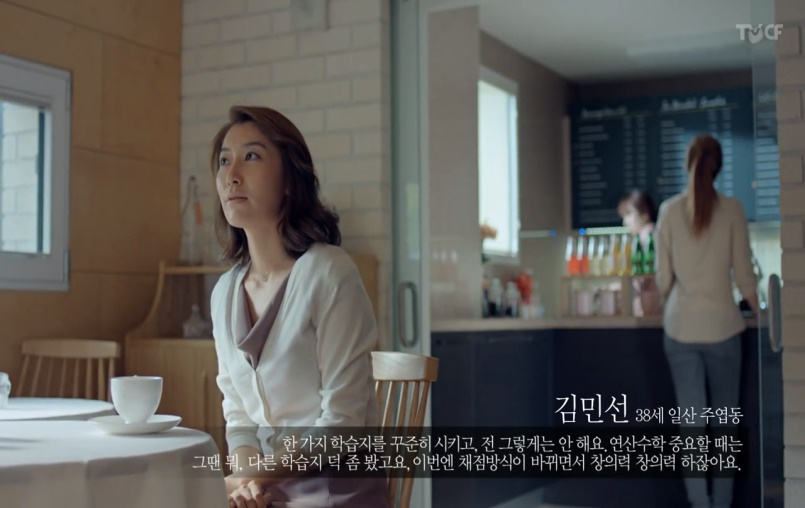 TVCF
김민선 38세 일산 주엽동
한 가지 학습지를 꾸준히 시키고, 전 그렇게는 안 해요. 연산수학 중요할 때는
그땐 뭐, 다른 학습지 덕 좀 봤고요. 이번엔 채점방식이 바뀌면서 창의력 창의력 하잖아요.